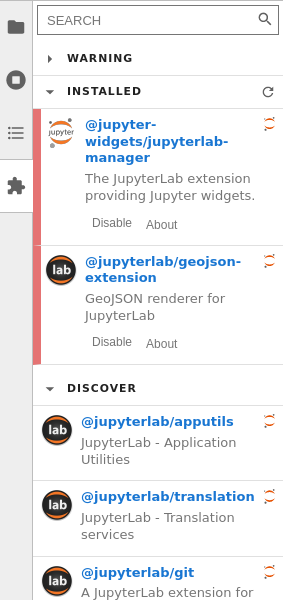 SEARCH
WARNING
INSTALLED
jupyter
@jupyter-
widgets/jupyterlab-
manager
The JupyterLab extension
providing Jupyter widgets.
Disable About
lab
@jupyterlab/geojson-
extension
GeoJSON renderer for
JupyterLab
Disable About
DISCOVER
lab
@jupyterlab/apputils
JupyterLab - Application
Utilities
lab
@jupyterlab/translation
JupyterLab - Translation
services
lab
@jupyterlab/git
A JupyterLab extension for